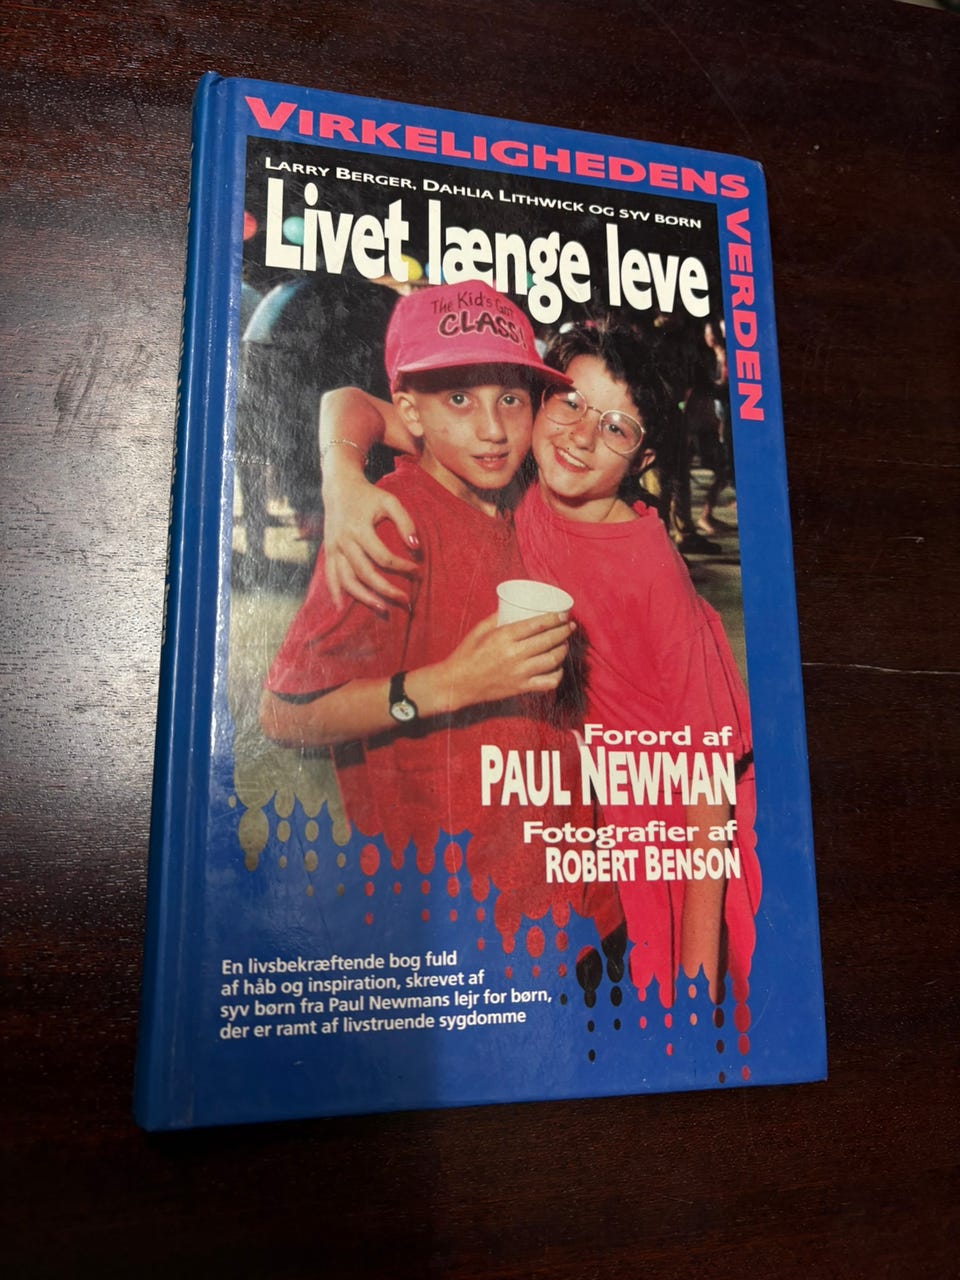 VIRKELIGHEDENS VERDEN
LARRY BERGER, DAHLIA LITHWICK OG SYV BØRN
Livet længe leve
The Kid's Got
CLASS!
Forord af
PAUL NEWMAN
Fotografier af
ROBERT BENSON
En livsbekræftende bog fuld
af håb og inspiration, skrevet af
syv børn fra Paul Newmans lejr for børn,
der er ramt af livstruende sygdomme